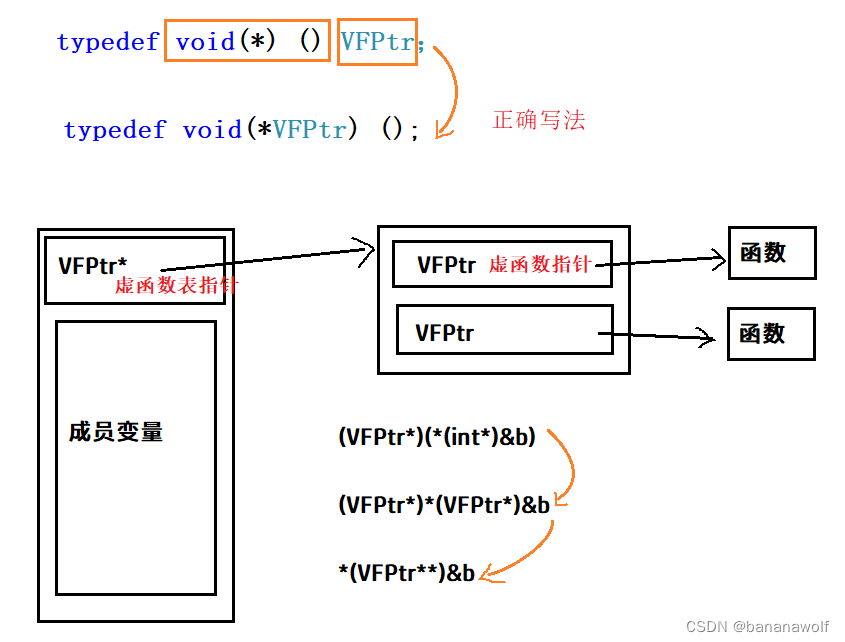 typedef void(*) () VFPtr;
typedef void(*VFPtr) ();
正确写法
VFPtr*
虚函数表指针
成员变量
VFPtr 虚函数指针
函数
VFPtr
函数
(VFPtr*)(*(int*)&b)
(VFPtr*)*(VFPtr*)&b
*(VFPtr**)&b
CSDN @bananawolf